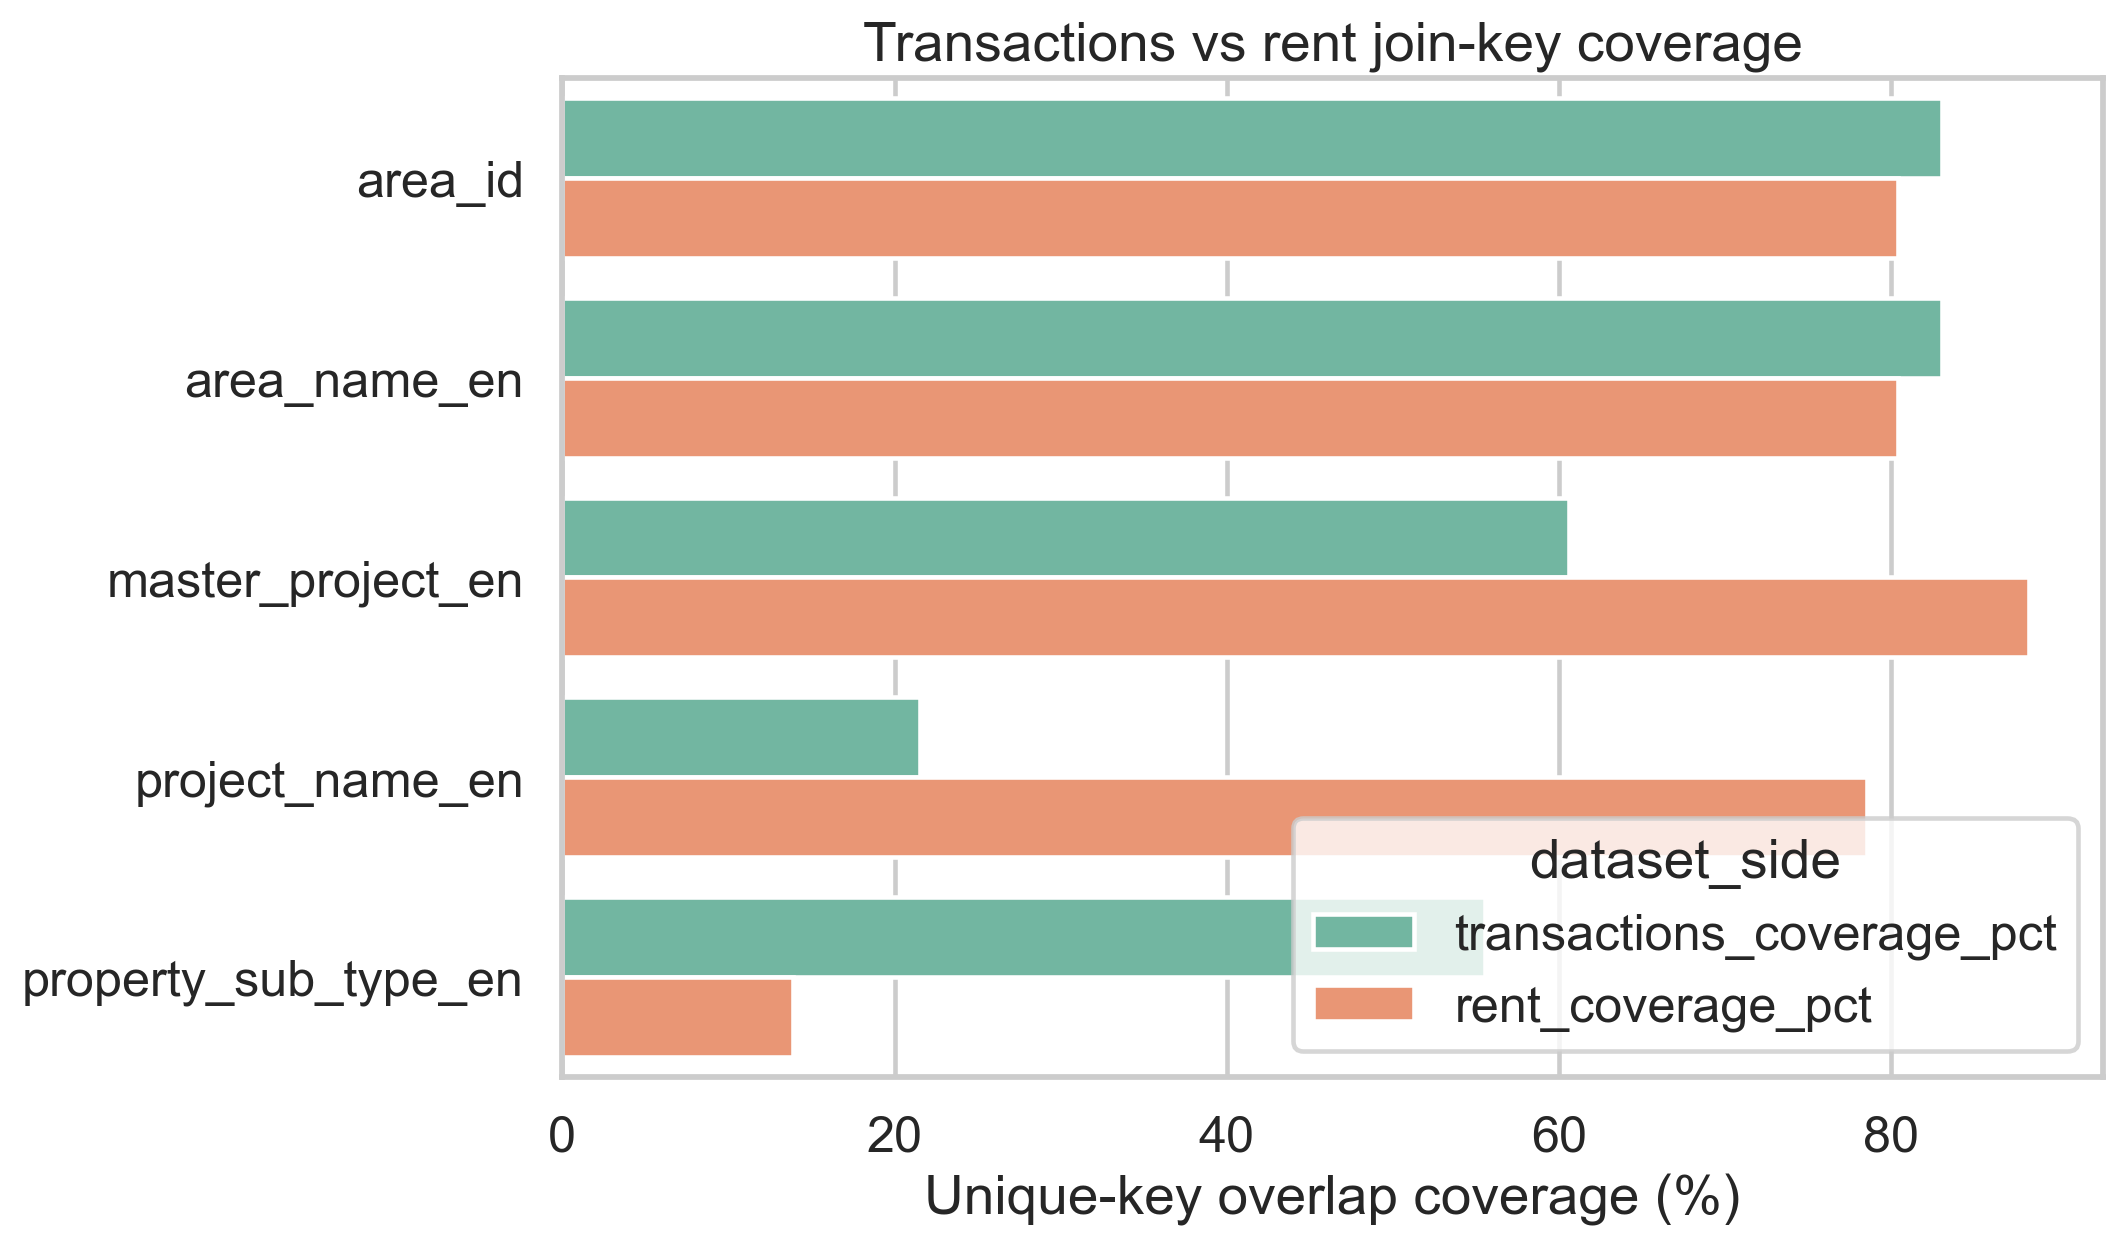 Transactions vs rent join-key coverage
area_id
area_name_en
master_project_en
project_name_en
property_sub_type_en
dataset_side
transactions_coverage_pct
rent_coverage_pct
0 20 40 60 80
Unique-key overlap coverage (%)